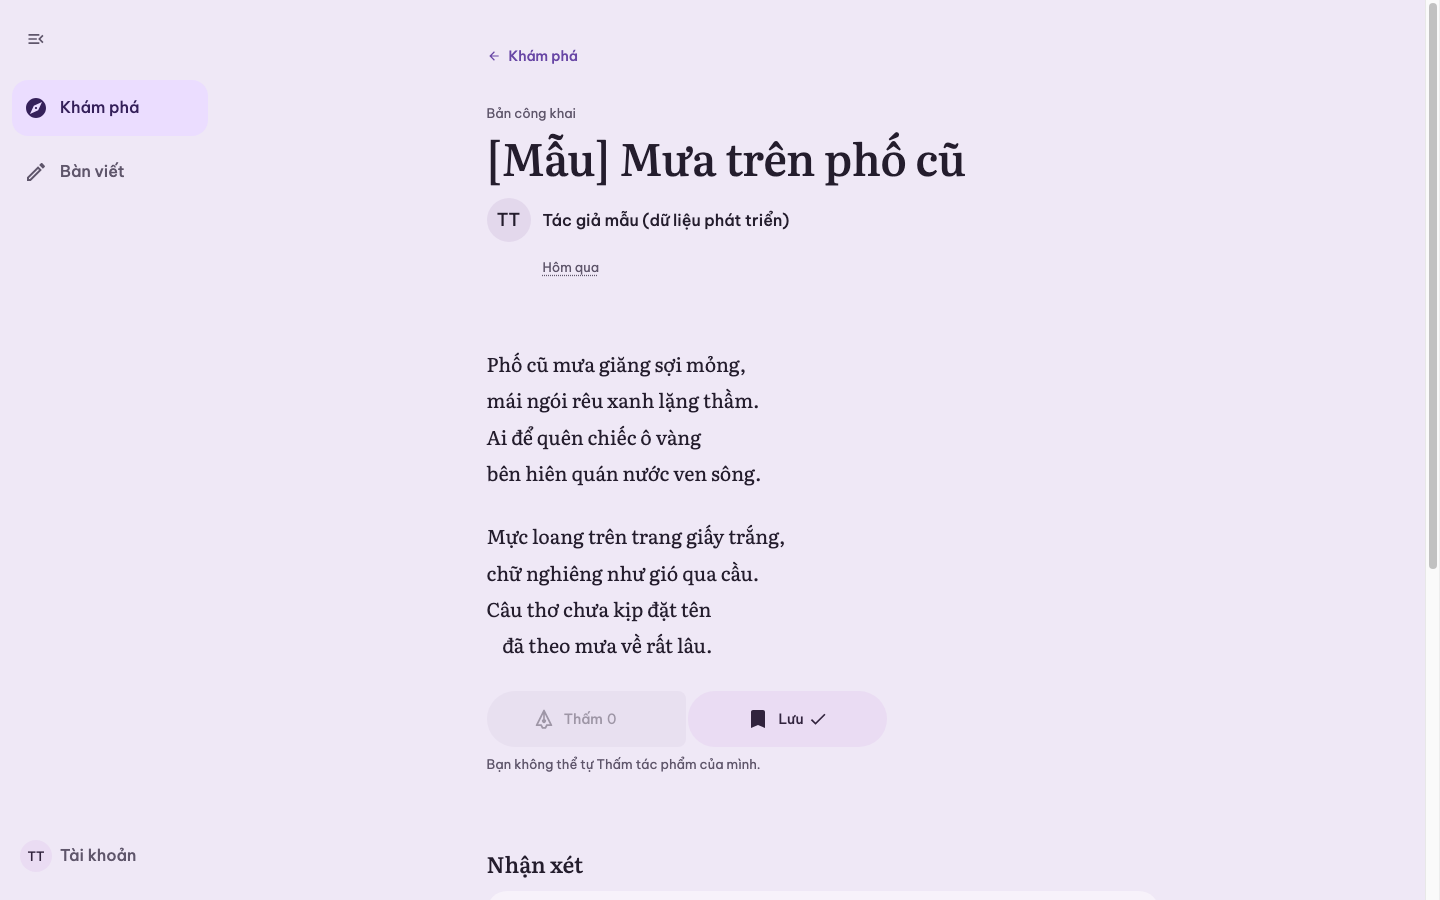 Khám phá
Bàn viết
Khám phá
Bản công khai
[Mẫu] Mưa trên phố cũ
TT
Tác giả mẫu (dữ liệu phát triển)
Hôm qua
Phố cũ mưa giăng sợi mỏng,
mái ngói rêu xanh lặng thầm.
Ai để quên chiếc ô vàng
bên hiên quán nước ven sông.
Mực loang trên trang giấy trắng,
chữ nghiêng như gió qua cầu.
Câu thơ chưa kịp đặt tên
đã theo mưa về rất lâu.
Thấm 0
Lưu
Bạn không thể tự Thấm tác phẩm của mình.
Nhận xét
TT
Tài khoản